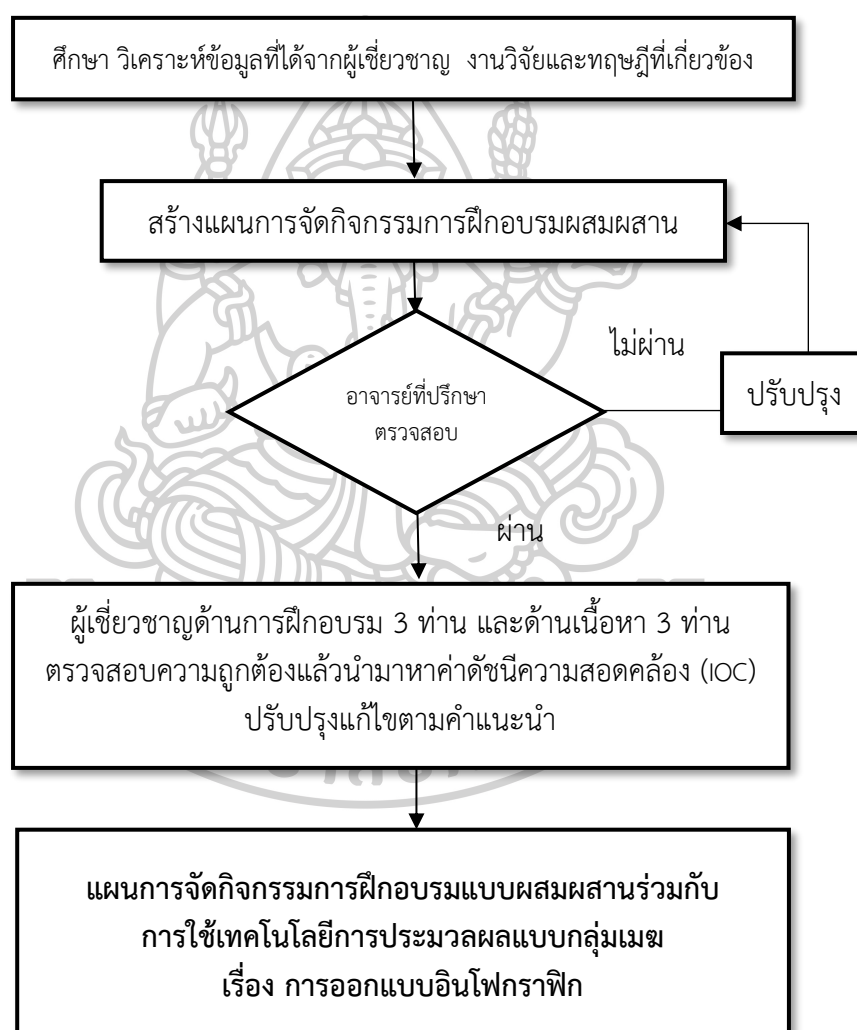 ศึกษา วิเคราะห์ข้อมูลที่ได้จากผู้เชี่ยวชาญ งานวิจัยและทฤษฎีที่เกี่ยวข้อง
สร้างแผนการจัดกิจกรรมการฝึกอบรมผสมผสาน
ไม่ผ่าน
ปรับปรุง
อาจารย์ที่ปรึกษา
ตรวจสอบ
ผ่าน
ผู้เชี่ยวชาญด้านการฝึกอบรม 3 ท่าน และด้านเนื้อหา 3 ท่าน
ตรวจสอบความถูกต้องแล้วนำมาหาค่าดัชนีความสอดคล้อง (IOC)
ปรับปรุงแก้ไขตามคำแนะนำ
แผนการจัดกิจกรรมการฝึกอบรมแบบผสมผสานร่วมกับ
การใช้เทคโนโลยีการประมวลผลแบบกลุ่มเมฆ
เรื่อง การออกแบบอินโฟกราฟิก